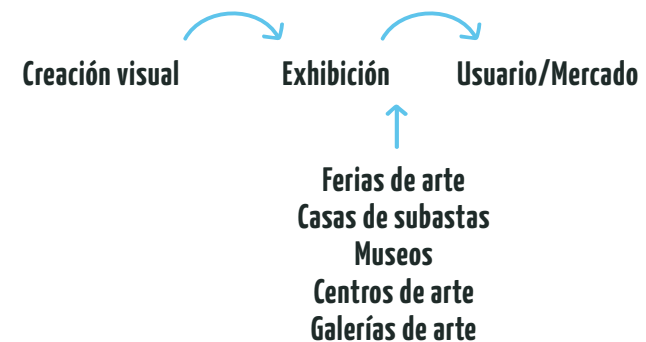 Creación visual Exhibición Usuario/Mercado
Ferias de arte
Casas de subastas
Museos
Centros de arte
Galerías de arte